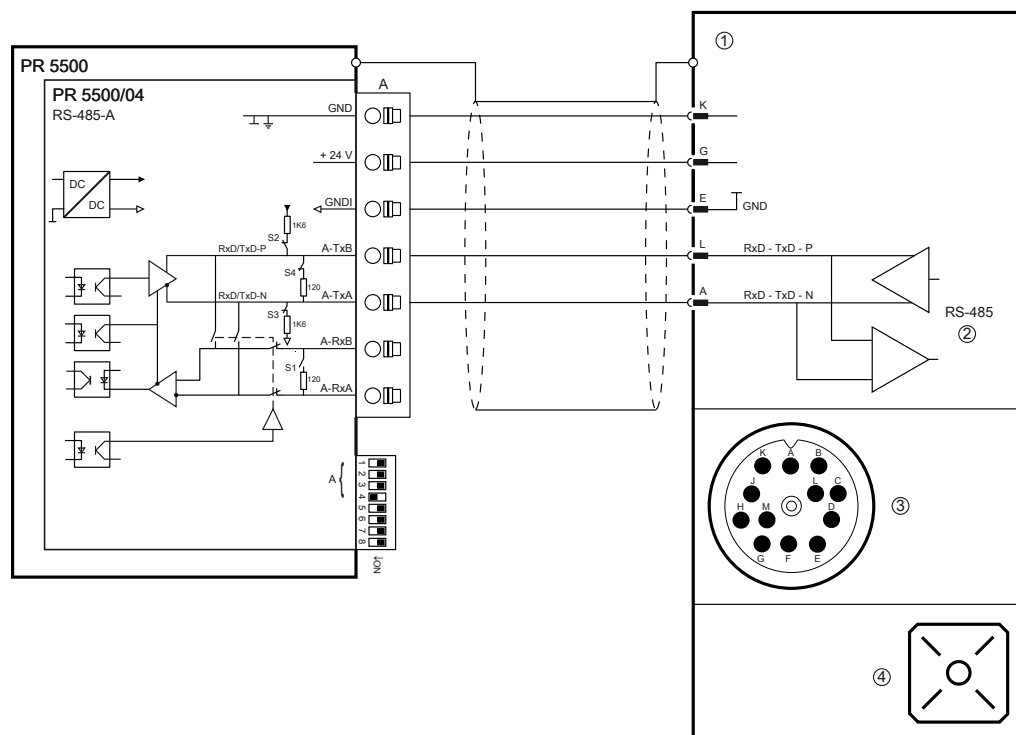 PR 5500
PR 5500/04
RS-485-A
DC
DC
GND
+ 24 V
GNDI
1K6
S2
RxD/TxD-P
A-TxB
S4
120
RxD/TxD-N
A-TxA
S3
1K6
A-RxB
S1
120
A-RxA
A
A
1
2
3
4
5
6
7
8
↓ON
①
K
G
E
GND
L
RxD - TxD - P
A
RxD - TxD - N
RS-485
②
K A B
J L C
H M D
G F E
③
④